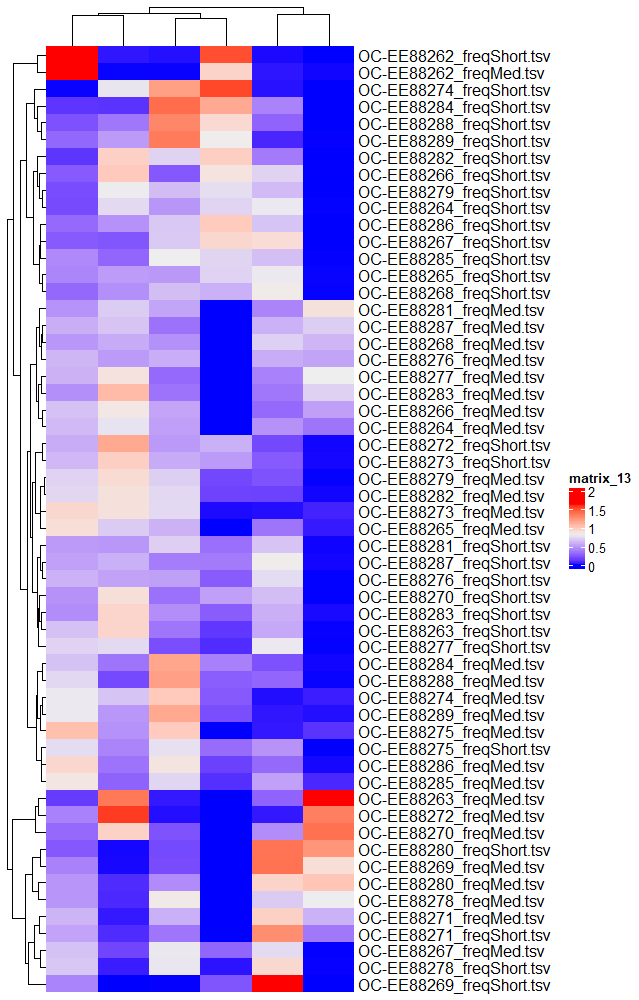 OC-EE88262_freqShort.tsv
OC-EE88262_freqMed.tsv
OC-EE88274_freqShort.tsv
OC-EE88284_freqShort.tsv
OC-EE88288_freqShort.tsv
OC-EE88289_freqShort.tsv
OC-EE88282_freqShort.tsv
OC-EE88266_freqShort.tsv
OC-EE88279_freqShort.tsv
OC-EE88264_freqShort.tsv
OC-EE88286_freqShort.tsv
OC-EE88267_freqShort.tsv
OC-EE88285_freqShort.tsv
OC-EE88265_freqShort.tsv
OC-EE88268_freqShort.tsv
OC-EE88281_freqMed.tsv
OC-EE88287_freqMed.tsv
OC-EE88268_freqMed.tsv
OC-EE88276_freqMed.tsv
OC-EE88277_freqMed.tsv
OC-EE88283_freqMed.tsv
OC-EE88266_freqMed.tsv
OC-EE88264_freqMed.tsv
OC-EE88272_freqShort.tsv
OC-EE88273_freqShort.tsv
OC-EE88279_freqMed.tsv
OC-EE88282_freqMed.tsv
OC-EE88273_freqMed.tsv
OC-EE88265_freqMed.tsv
OC-EE88281_freqShort.tsv
OC-EE88287_freqShort.tsv
OC-EE88276_freqShort.tsv
OC-EE88270_freqShort.tsv
OC-EE88283_freqShort.tsv
OC-EE88263_freqShort.tsv
OC-EE88277_freqShort.tsv
OC-EE88284_freqMed.tsv
OC-EE88288_freqMed.tsv
OC-EE88274_freqMed.tsv
OC-EE88289_freqMed.tsv
OC-EE88275_freqMed.tsv
OC-EE88275_freqShort.tsv
OC-EE88286_freqMed.tsv
OC-EE88285_freqMed.tsv
OC-EE88263_freqMed.tsv
OC-EE88272_freqMed.tsv
OC-EE88270_freqMed.tsv
OC-EE88280_freqShort.tsv
OC-EE88269_freqMed.tsv
OC-EE88280_freqMed.tsv
OC-EE88278_freqMed.tsv
OC-EE88271_freqMed.tsv
OC-EE88271_freqShort.tsv
OC-EE88267_freqMed.tsv
OC-EE88278_freqShort.tsv
OC-EE88269_freqShort.tsv
matrix_13
2
1.5
1
0.5
0